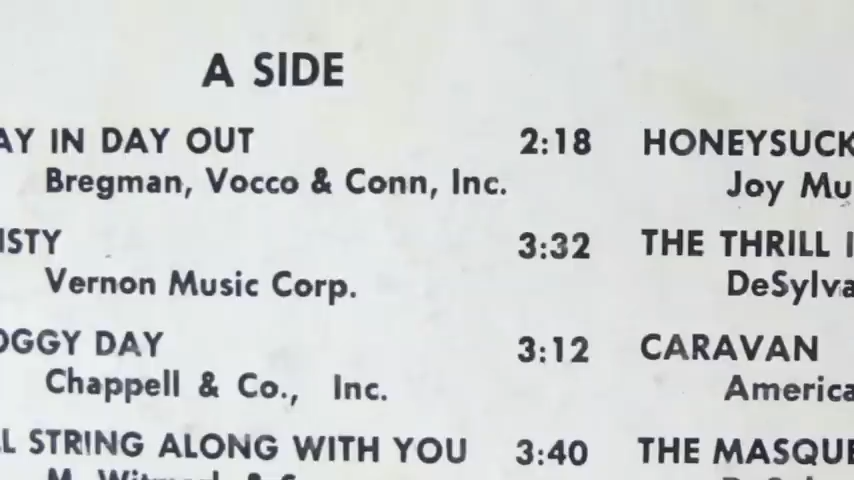 A SIDE
AY IN DAY OUT 2:18
Bregman, Vocco & Conn, Inc.
ISTY 3:32
Vernon Music Corp.
OGGY DAY 3:12
Chappell & Co., Inc.
L STRING ALONG WITH YOU 3:40
HONEYSUCK
Joy Mu
THE THRILL I
DeSylva
CARAVAN
America
THE MASQUE